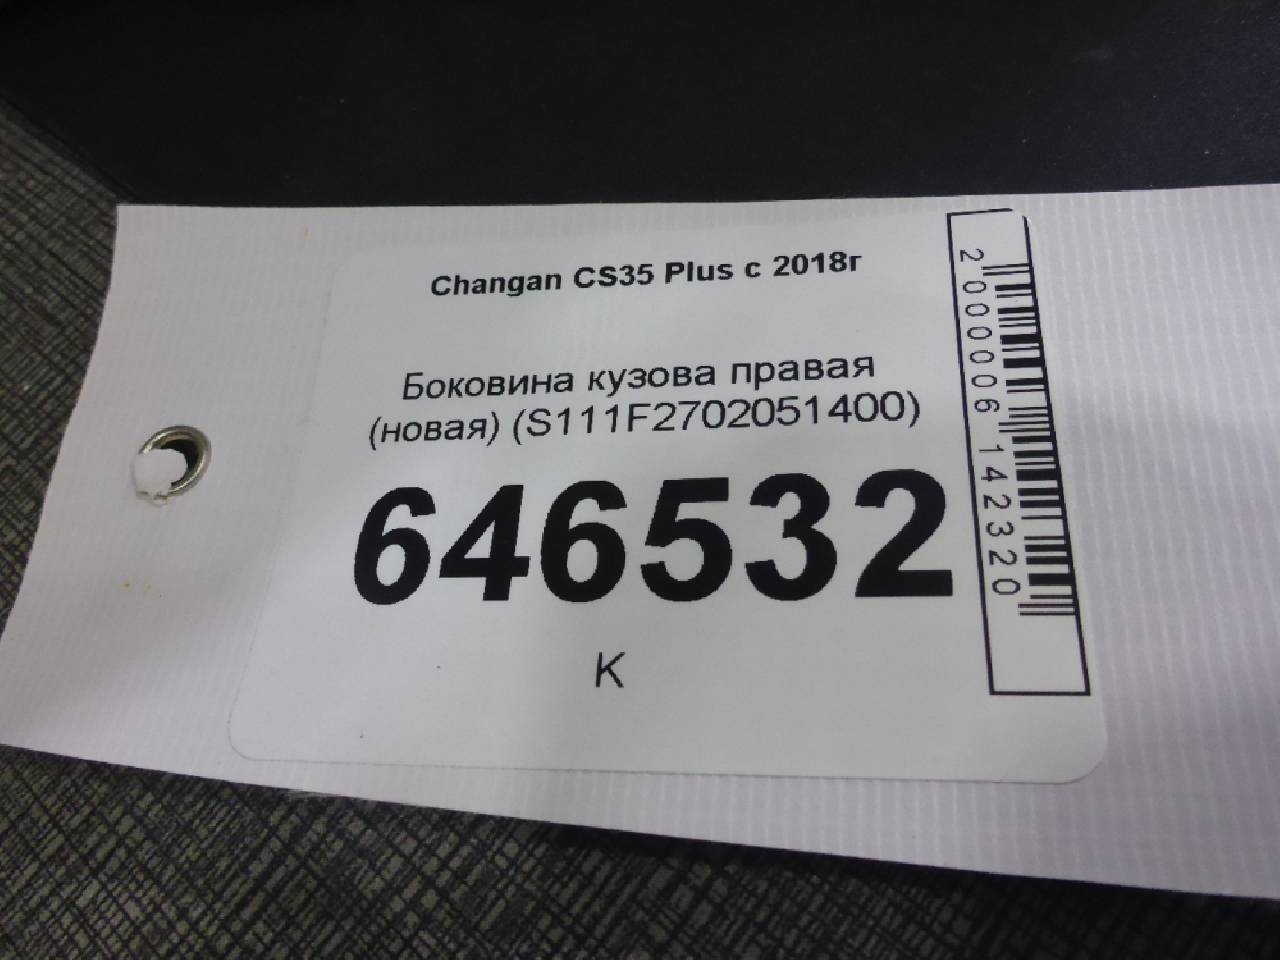 Changan CS35 Plus с 2018г
Боковина кузова правая
(новая) (S111F2702051400)
646532
К
2000006142320